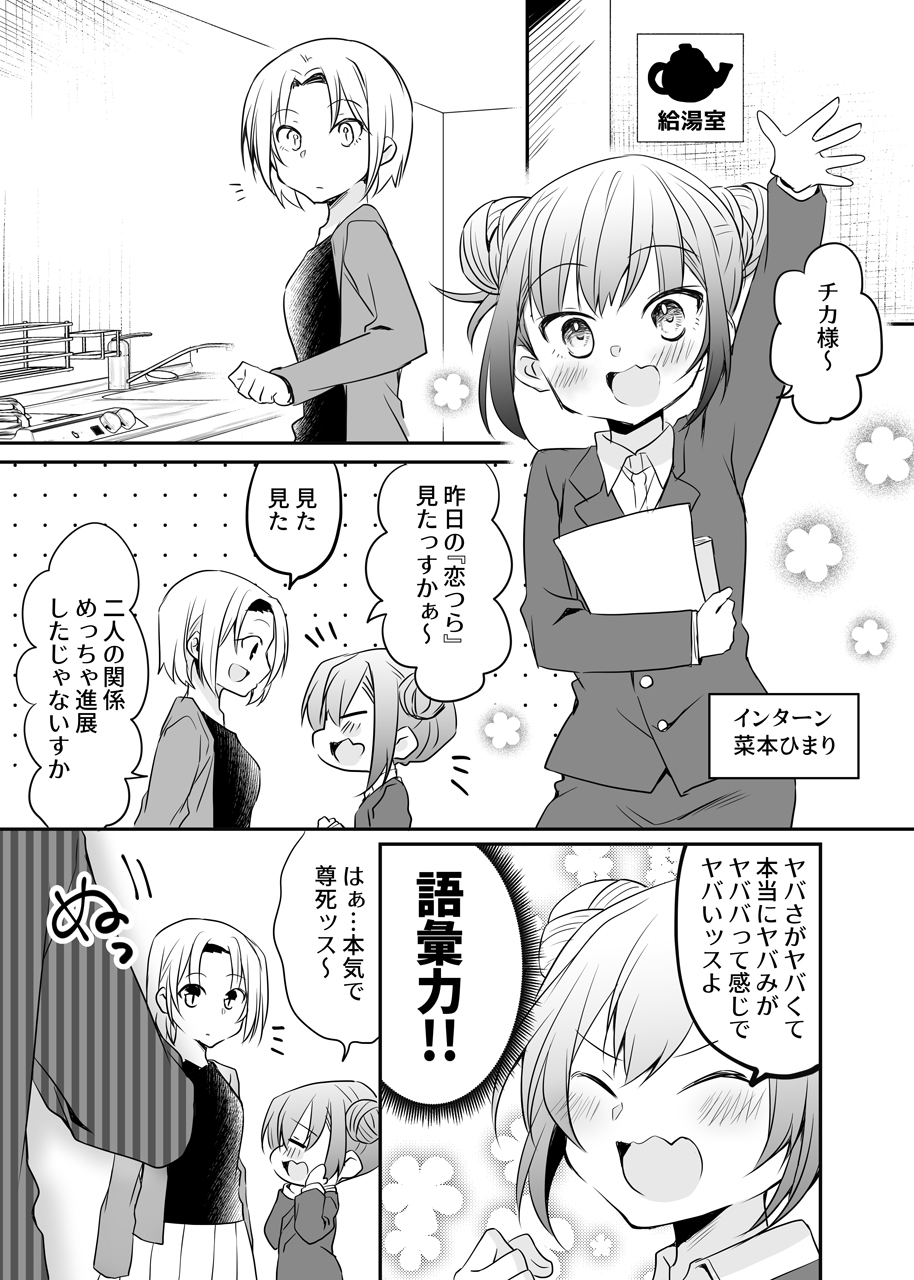 給湯室
チカ様～
インターン
菜本ひまり
昨日の『恋つら』
見たっすかぁ～
見た
見た
二人の関係
めっちゃ進展
したじゃないすか
ヤバさがヤバくて
本当にヤバみが
ヤババって感じで
ヤバいッスよ
語彙力!!
はぁ…本気で
尊死ッス～
ぬっ